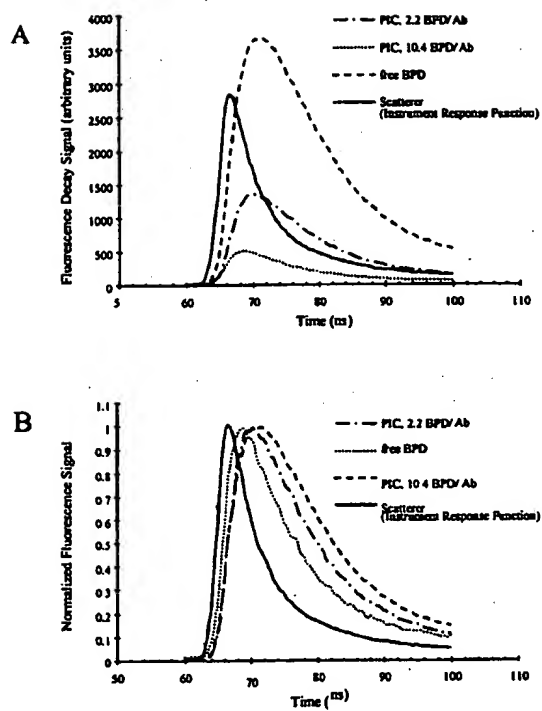 A
Fluorescence Decay Signal (arbitrary units)
4000
3500
3000
2500
2000
1500
1000
500
0
5 60 70 80 90 100 110
Time (ns)
PIC, 2.2 BPD/Ab
PIC, 10.4 BPD/Ab
free BPD
Scatterer
(Instrument Response Function)
B
Normalized Fluorescence Signal
1.1
1
0.9
0.8
0.7
0.6
0.5
0.4
0.3
0.2
0.1
0
50 60 70 80 90 100 110
Time (ns)
PIC, 2.2 BPD/Ab
free BPD
PIC, 10 4 BPD/Ab
Scatterer
(Instrument Response Function)